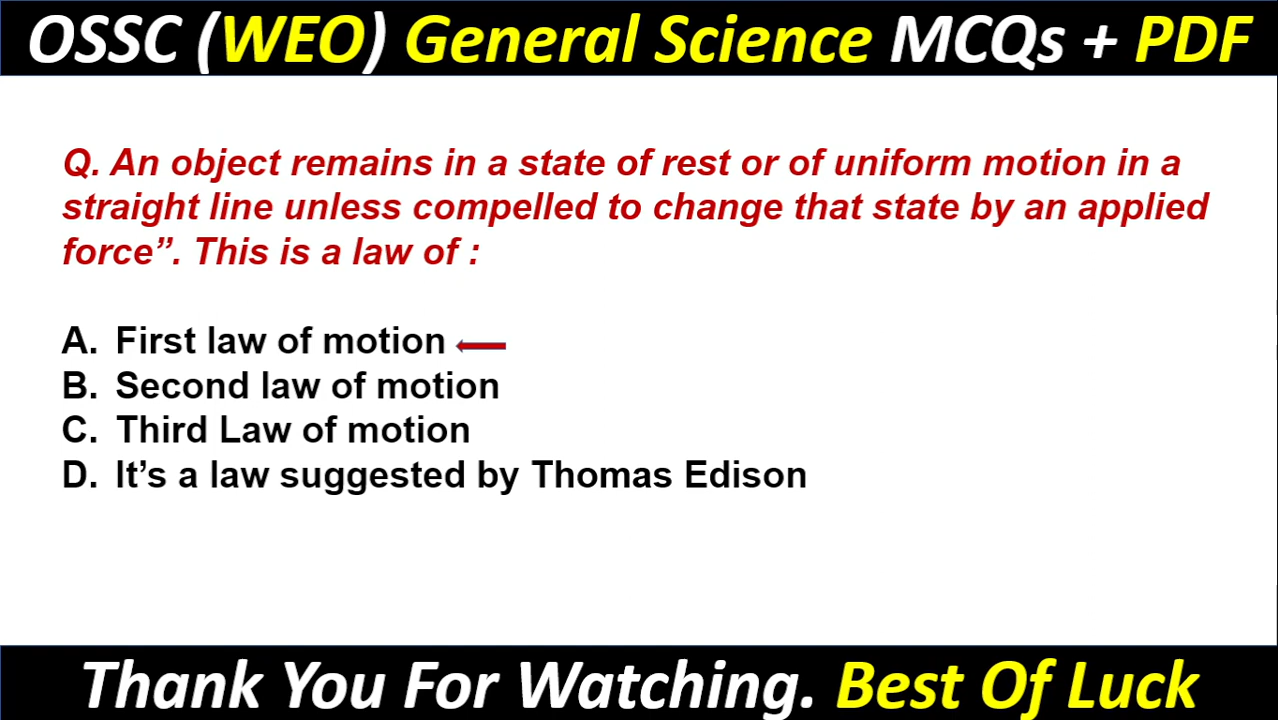 OSSC (WEO) General Science MCQs + PDF
Q. An object remains in a state of rest or of uniform motion in a
straight line unless compelled to change that state by an applied
force”. This is a law of :
A. First law of motion
B. Second law of motion
C. Third Law of motion
D. It’s a law suggested by Thomas Edison
Thank You For Watching. Best Of Luck